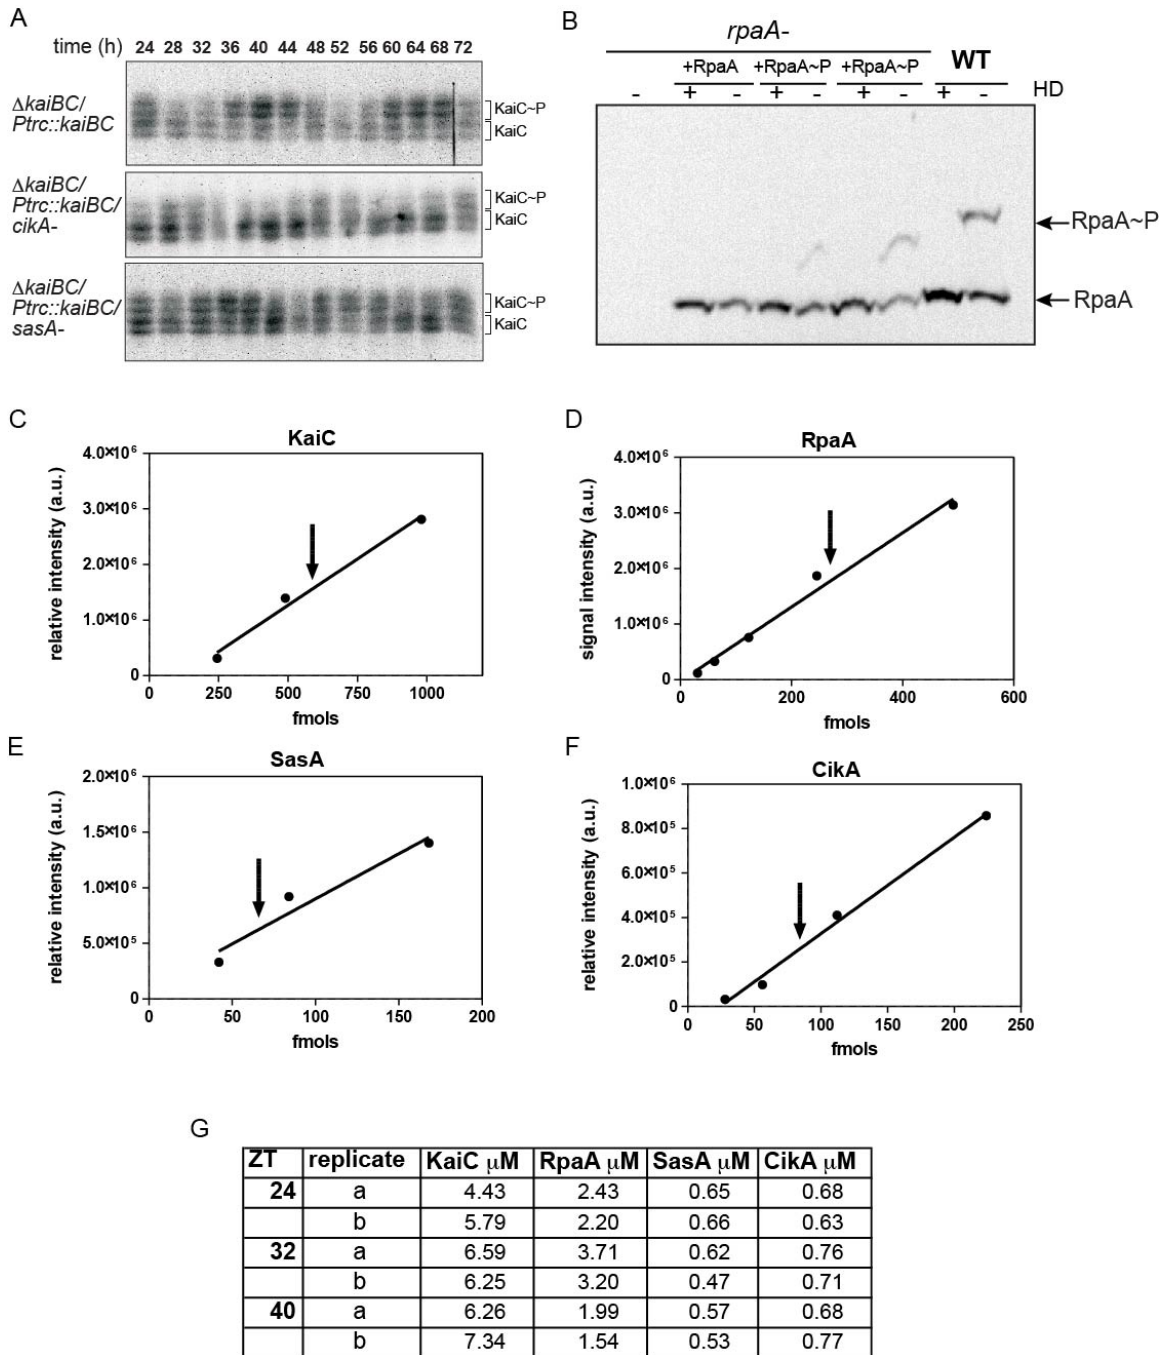 A
time (h) 24 28 32 36 40 44 48 52 56 60 64 68 72
ΔkaiBC/
Ptrc::kaiBC
KaiC~P
KaiC
ΔkaiBC/
Ptrc::kaiBC/
cikA-
KaiC~P
KaiC
ΔkaiBC/
Ptrc::kaiBC/
sasA-
KaiC~P
KaiC
B
rpaA-
+RpaA +RpaA~P +RpaA~P WT
- + - + - + - + - HD
RpaA~P
RpaA
C
KaiC
relative intensity (a.u.)
4.0×10⁶
3.0×10⁶
2.0×10⁶
1.0×10⁶
0
0 250 500 750 1000
fmols
D
RpaA
signal intensity (a.u.)
4.0×10⁶
3.0×10⁶
2.0×10⁶
1.0×10⁶
0
0 200 400 600
fmols
E
SasA
relative intensity (a.u.)
2.0×10⁶
1.5×10⁶
1.0×10⁶
5.0×10⁵
0
0 50 100 150 200
fmols
F
CikA
relative intensity (a.u.)
1.0×10⁶
8.0×10⁵
6.0×10⁵
4.0×10⁵
2.0×10⁵
0
0 50 100 150 200 250
fmols
G
ZT replicate KaiC μM RpaA μM SasA μM CikA μM
24 a 4.43 2.43 0.65 0.68
b 5.79 2.20 0.66 0.63
32 a 6.59 3.71 0.62 0.76
b 6.25 3.20 0.47 0.71
40 a 6.26 1.99 0.57 0.68
b 7.34 1.54 0.53 0.77